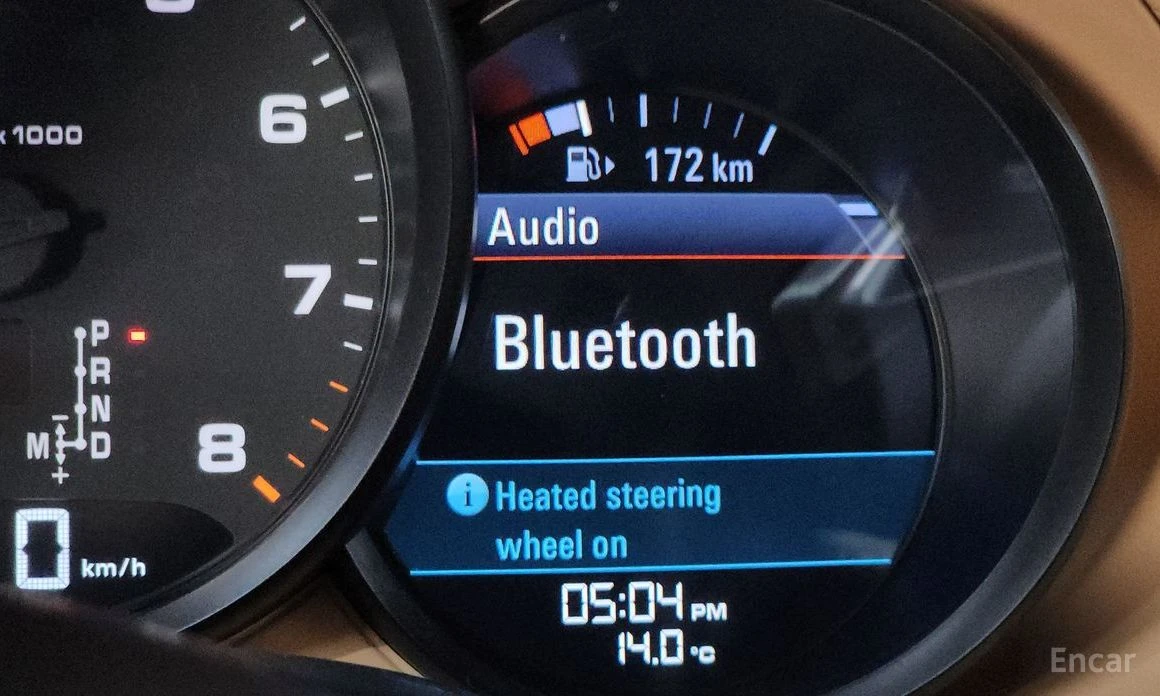 6
x 1000
7
P
R
N
M D
-
+
8
0 km/h
172 km
Audio
Bluetooth
i Heated steering
wheel on
05:04 PM
14.0 °C
Encar